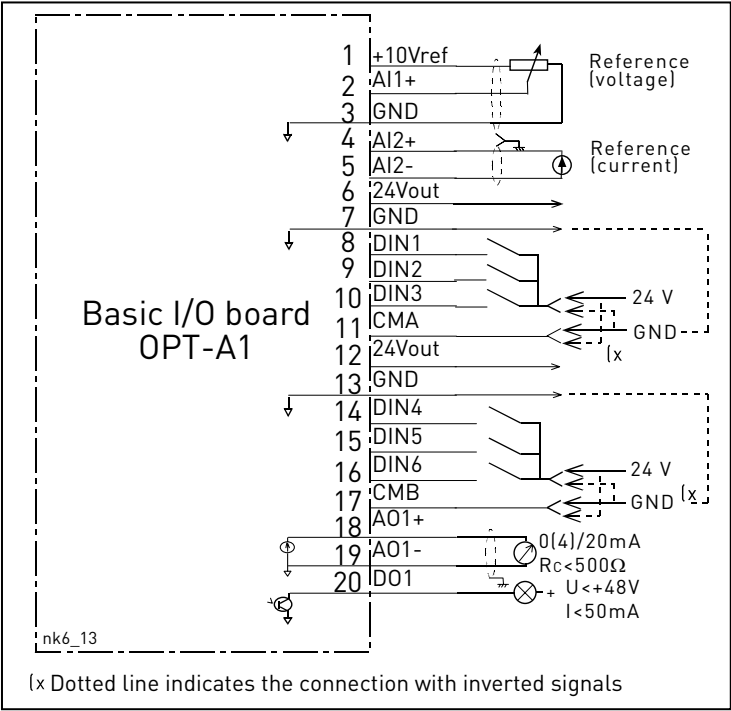 1 +10Vref
2 AI1+
3 GND
Reference
(voltage)
4 AI2+
5 AI2-
Reference
(current)
6 24Vout
7 GND
8 DIN1
9 DIN2
10 DIN3
11 CMA
24 V
GND
(x
Basic I/O board
OPT-A1
12 24Vout
13 GND
14 DIN4
15 DIN5
16 DIN6
17 CMB
24 V
GND (x
18 AO1+
19 AO1-
20 DO1
0(4)/20mA
RC<500Ω
+ U<+48V
I<50mA
nk6_13
(x Dotted line indicates the connection with inverted signals